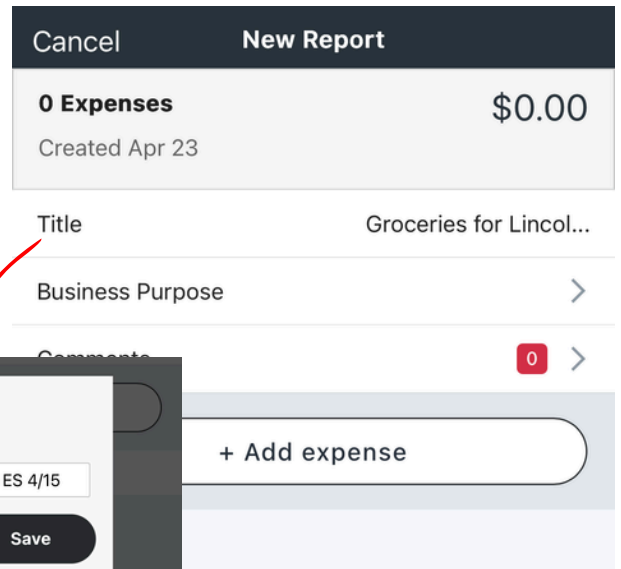 Cancel New Report
0 Expenses $0.00
Created Apr 23
Title Groceries for Lincol...
Business Purpose
Comments 0
+ Add expense
ES 4/15
Save